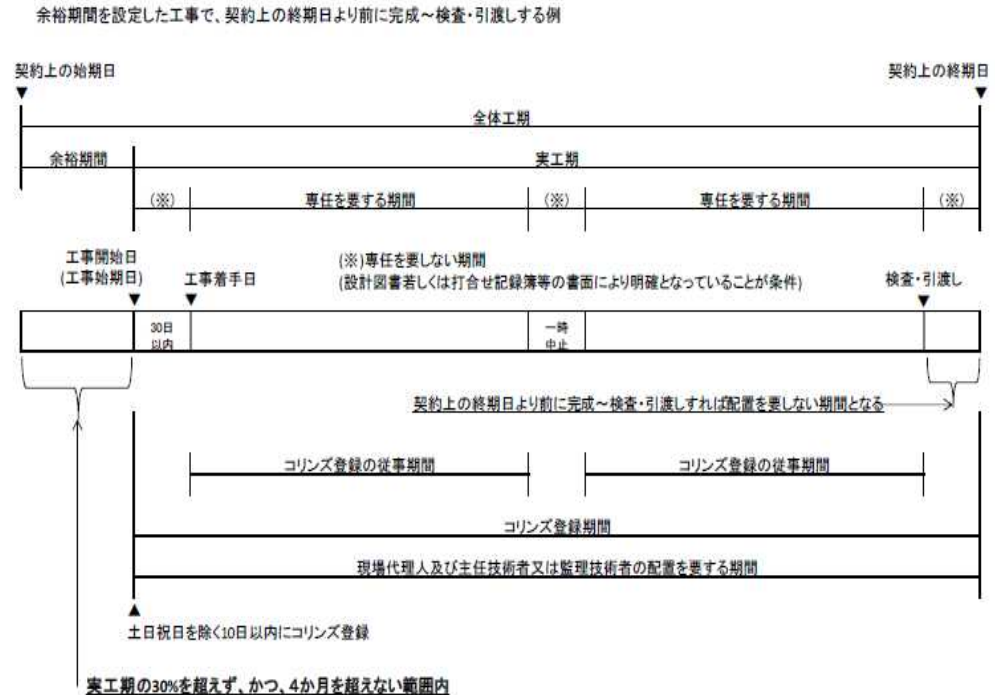 余裕期間を設定した工事で、契約上の終期日より前に完成～検査・引渡しする例
契約上の始期日
契約上の終期日
▼
▼
全体工期
余裕期間
実工期
(※)
専任を要する期間
(※)
専任を要する期間
(※)
工事開始日
(工事始期日)
▼
工事着手日
▼
(※)専任を要しない期間
(設計図書若しくは打合せ記録簿等の書面により明確となっていることが条件)
検査・引渡し
▼
30日
以内
一時
中止
契約上の終期日より前に完成～検査・引渡しすれば配置を要しない期間となる
コリンズ登録の従事期間
コリンズ登録の従事期間
コリンズ登録期間
現場代理人及び主任技術者又は監理技術者の配置を要する期間
▲
土日祝日を除く10日以内にコリンズ登録
実工期の30%を超えず、かつ、4か月を超えない範囲内